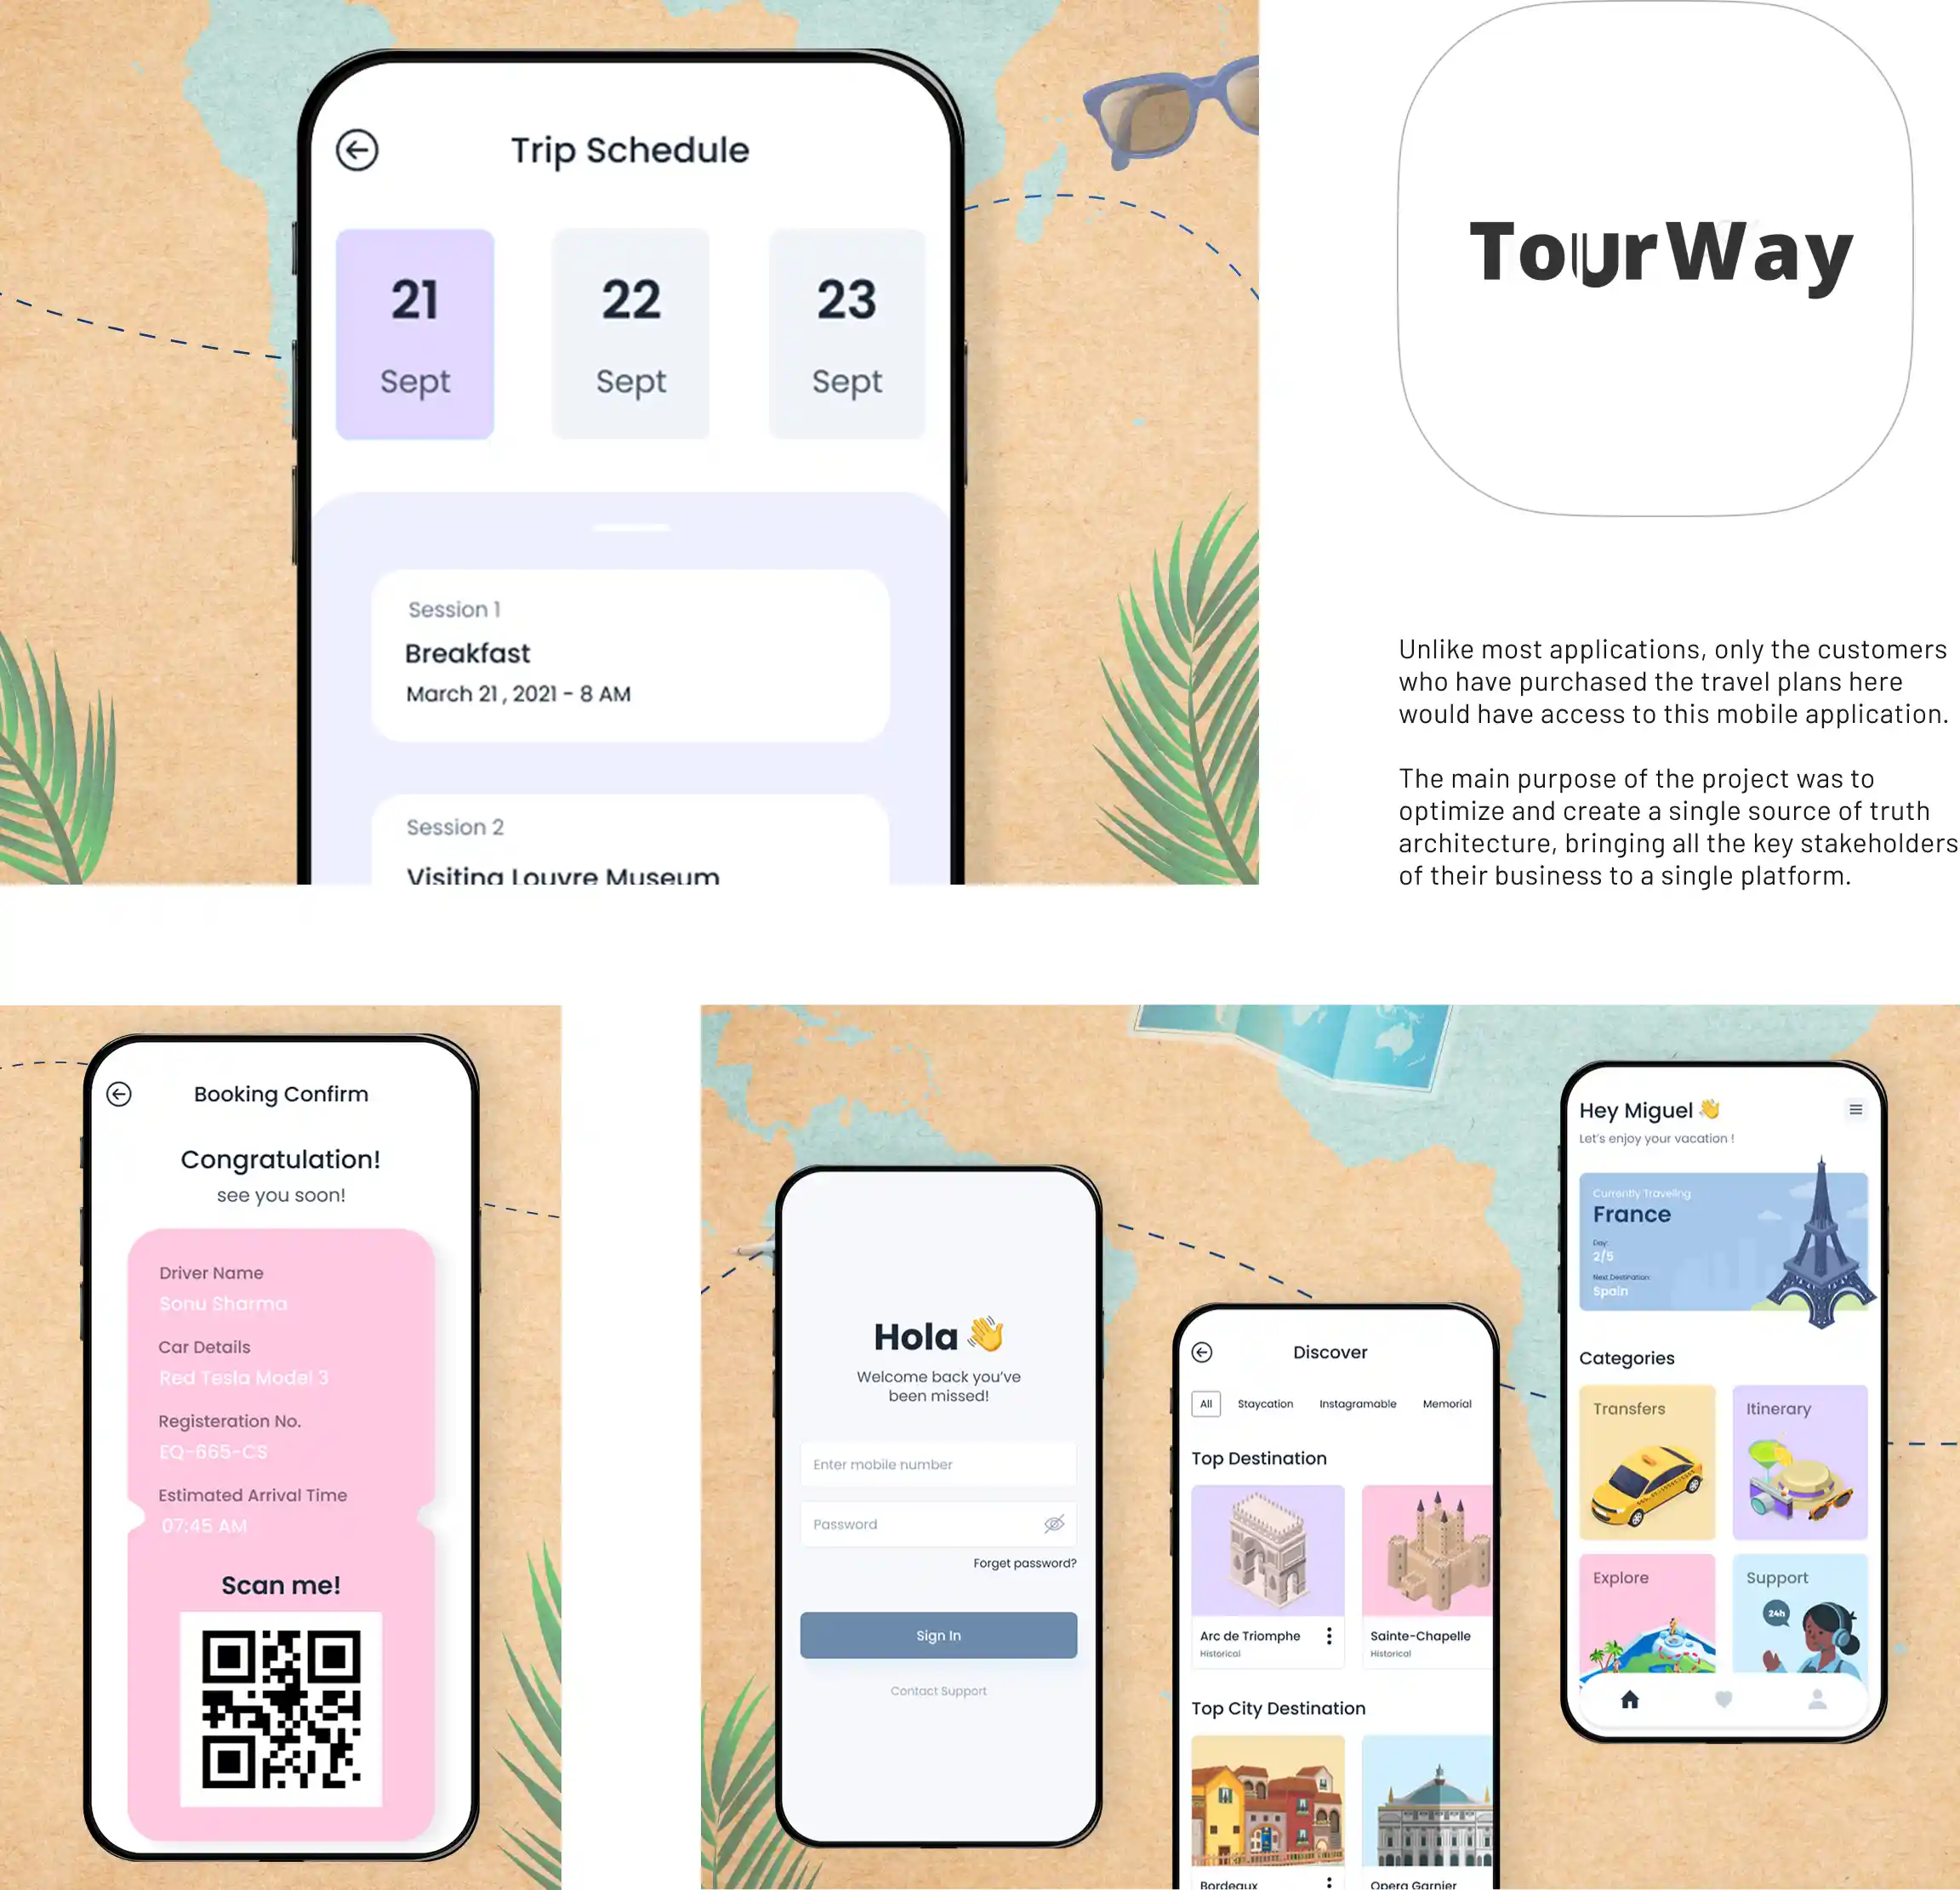 Trip Schedule
21
Sept
22
Sept
23
Sept
Session 1
Breakfast
March 21 , 2021 - 8 AM
Session 2
Visiting Louvre Museum
TourWay
Unlike most applications, only the customers
who have purchased the travel plans here
would have access to this mobile application.
The main purpose of the project was to
optimize and create a single source of truth
architecture, bringing all the key stakeholders
of their business to a single platform.
Booking Confirm
Congratulation!
see you soon!
Driver Name
Sonu Sharma
Car Details
Red Tesla Model 3
Registeration No.
EQ-665-CS
Estimated Arrival Time
07:45 AM
Scan me!
Hola
Welcome back you've
been missed!
Enter mobile number
Password
Forget password?
Sign In
Contact Support
Discover
All Staycation Instagramable Memorial
Top Destination
Arc de Triomphe
Historical
Sainte-Chapelle
Historical
Top City Destination
Bordeaux
Opera Garnier
Hey Miguel
Let's enjoy your vacation !
Currently Traveling
France
Day:
2/5
Next Destination:
Spain
Categories
Transfers
Itinerary
Explore
Support
24h